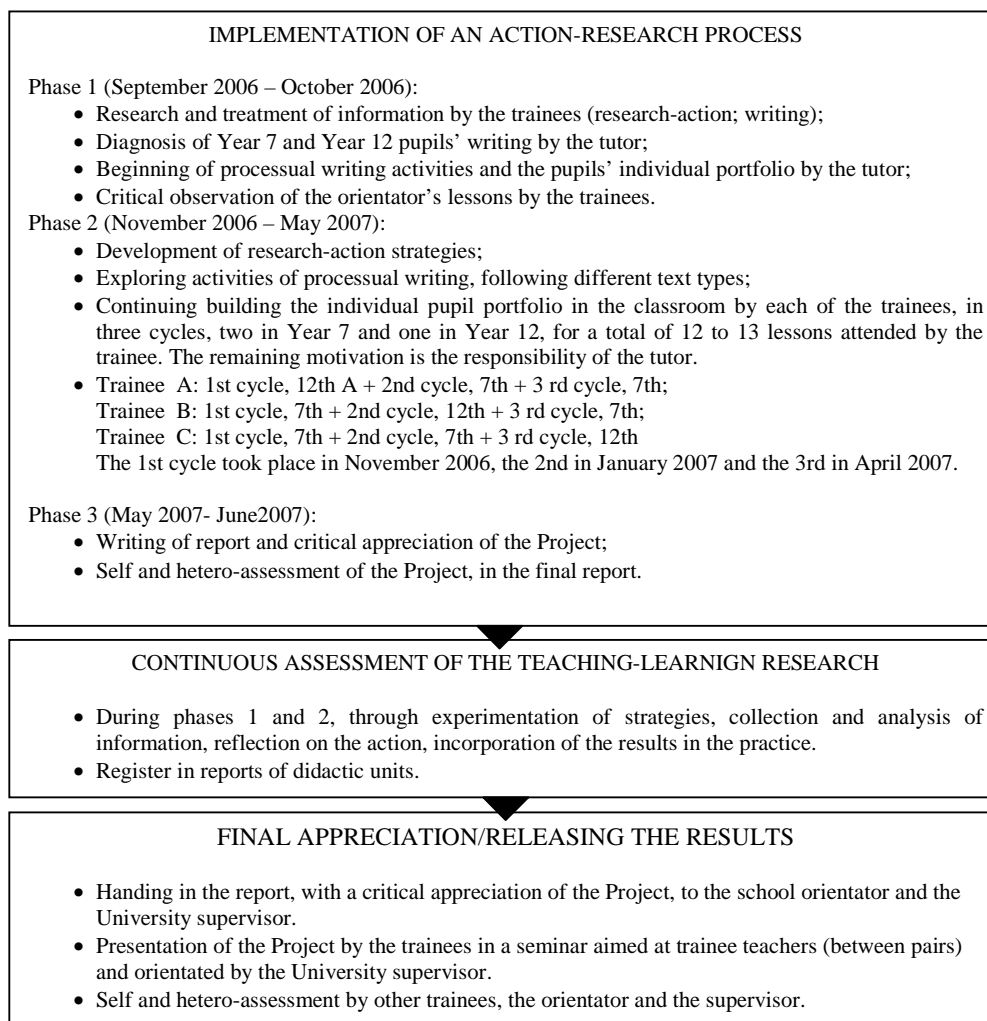 IMPLEMENTATION OF AN ACTION-RESEARCH PROCESS
Phase 1 (September 2006 – October 2006):
• Research and treatment of information by the trainees (research-action; writing);
• Diagnosis of Year 7 and Year 12 pupils’ writing by the tutor;
• Beginning of processual writing activities and the pupils’ individual portfolio by the tutor;
• Critical observation of the orientator’s lessons by the trainees.
Phase 2 (November 2006 – May 2007):
• Development of research-action strategies;
• Exploring activities of processual writing, following different text types;
• Continuing building the individual pupil portfolio in the classroom by each of the trainees, in
three cycles, two in Year 7 and one in Year 12, for a total of 12 to 13 lessons attended by the
trainee. The remaining motivation is the responsibility of the tutor.
• Trainee A: 1st cycle, 12th A + 2nd cycle, 7th + 3 rd cycle, 7th;
Trainee B: 1st cycle, 7th + 2nd cycle, 12th + 3 rd cycle, 7th;
Trainee C: 1st cycle, 7th + 2nd cycle, 7th + 3 rd cycle, 12th
The 1st cycle took place in November 2006, the 2nd in January 2007 and the 3rd in April 2007.
Phase 3 (May 2007- June2007):
• Writing of report and critical appreciation of the Project;
• Self and hetero-assessment of the Project, in the final report.
CONTINUOUS ASSESSMENT OF THE TEACHING-LEARNIGN RESEARCH
• During phases 1 and 2, through experimentation of strategies, collection and analysis of
information, reflection on the action, incorporation of the results in the practice.
• Register in reports of didactic units.
FINAL APPRECIATION/RELEASING THE RESULTS
• Handing in the report, with a critical appreciation of the Project, to the school orientator and the
University supervisor.
• Presentation of the Project by the trainees in a seminar aimed at trainee teachers (between pairs)
and orientated by the University supervisor.
• Self and hetero-assessment by other trainees, the orientator and the supervisor.